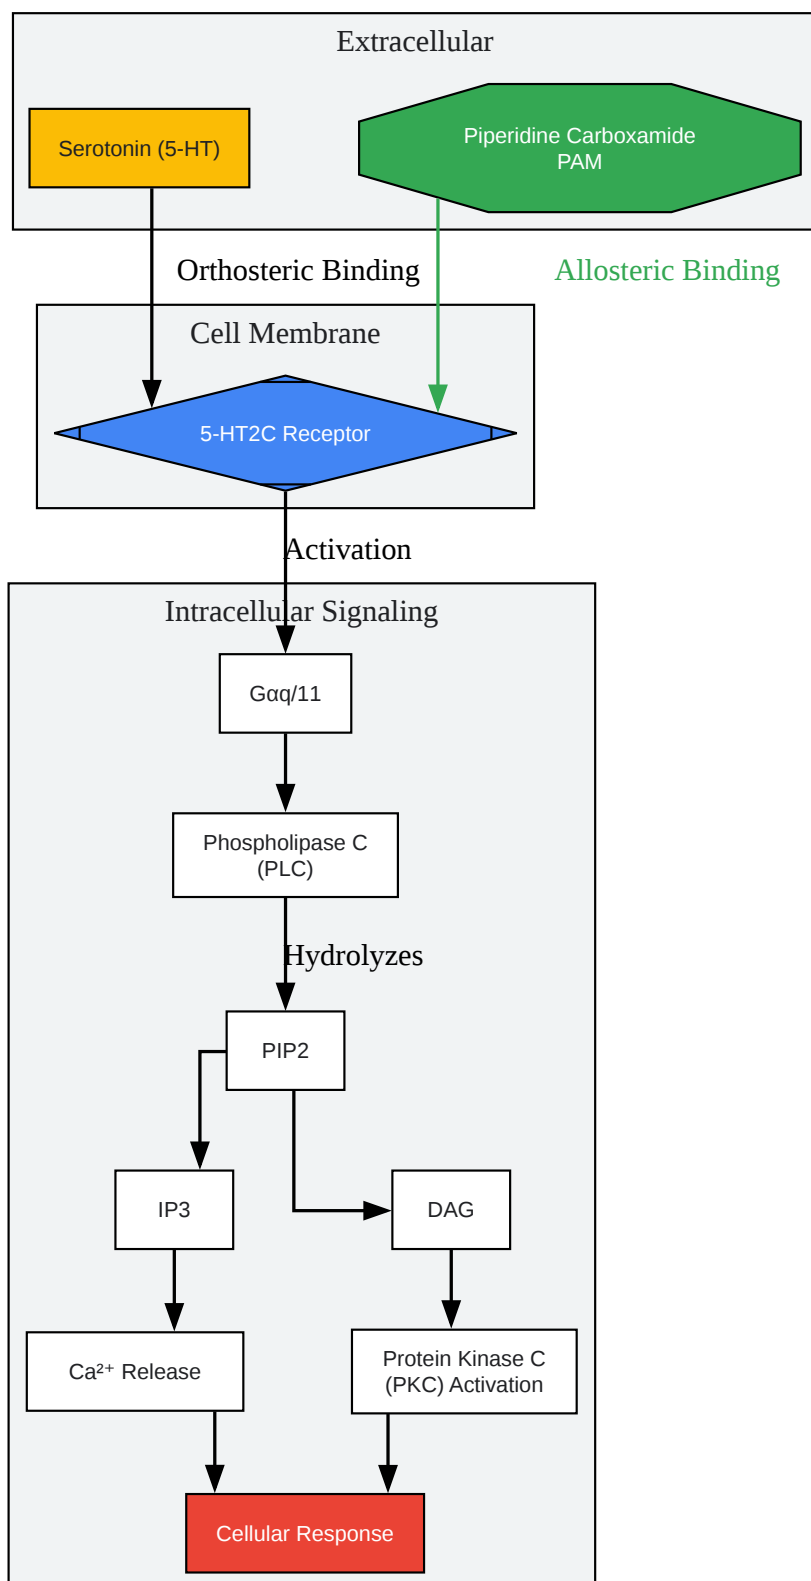 Extracellular
Serotonin (5-HT)
Piperidine Carboxamide
PAM
Orthosteric Binding
Allosteric Binding
Cell Membrane
5-HT2C Receptor
Activation
Intracellular Signaling
Gαq/11
Phospholipase C
(PLC)
Hydrolyzes
PIP2
IP3
DAG
Ca²⁺ Release
Protein Kinase C
(PKC) Activation
Cellular Response